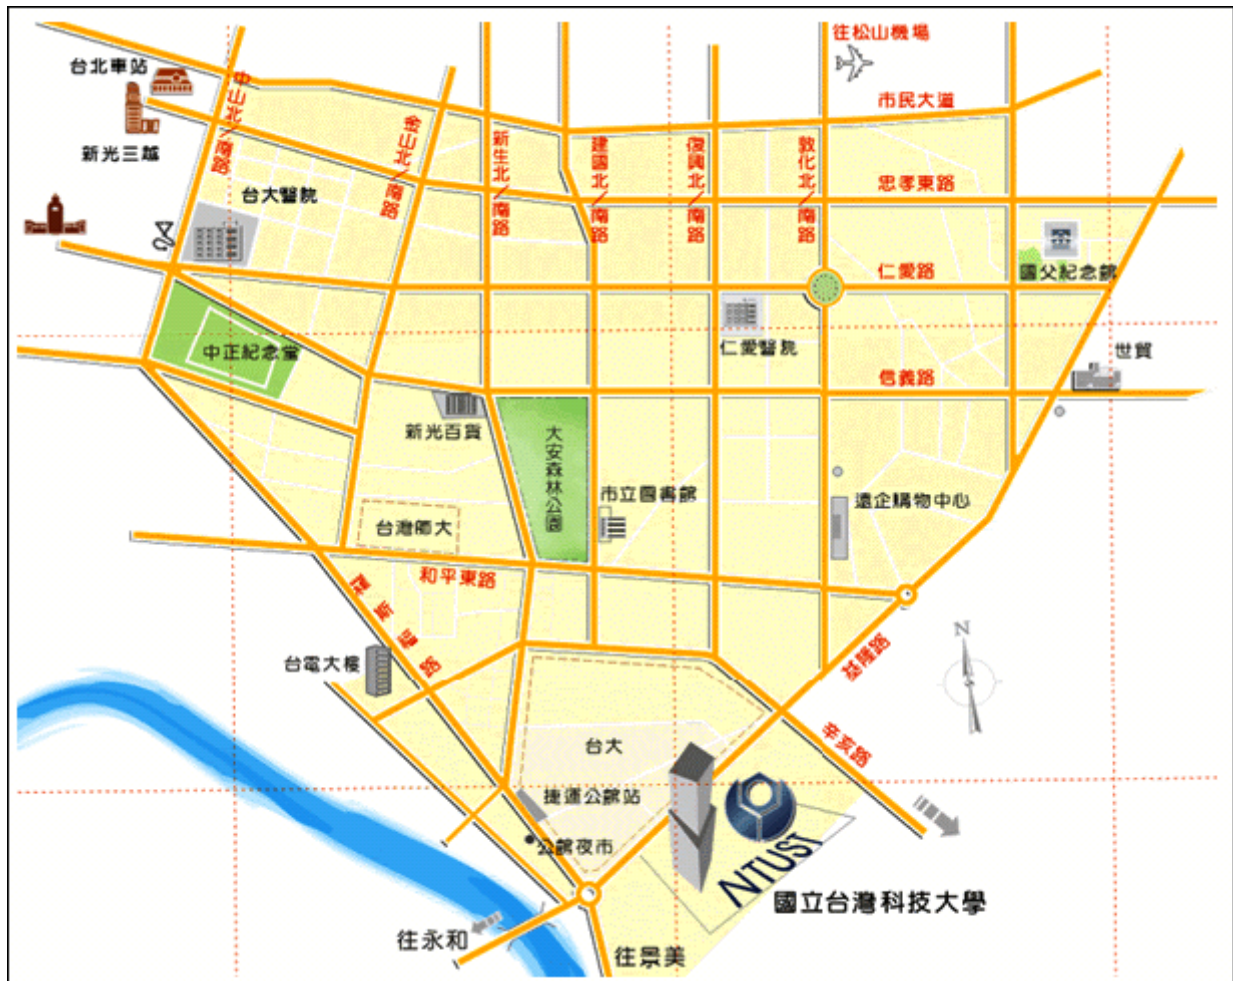 往松山機場
台北車站
市民大道
中山北/南路
金山北/南路
新生北/南路
建國北/南路
復興北/南路
敦化北/南路
新光三越
忠孝東路
台大醫院
仁愛路
國父紀念館
中正紀念堂
仁愛醫院
世貿
信義路
新光百貨
大安森林公園
市立圖書館
遠企購物中心
台灣師大
和平東路
羅斯福路
N
基隆路
台電大樓
辛亥路
台大
捷運公館站
公館夜市
NTUST
國立台灣科技大學
往永和
往景美